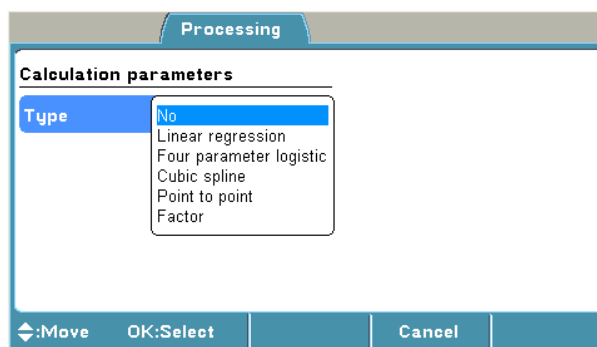 Processing
Calculation parameters
Type
No
Linear regression
Four parameter logistic
Cubic spline
Point to point
Factor
:Move OK:Select Cancel